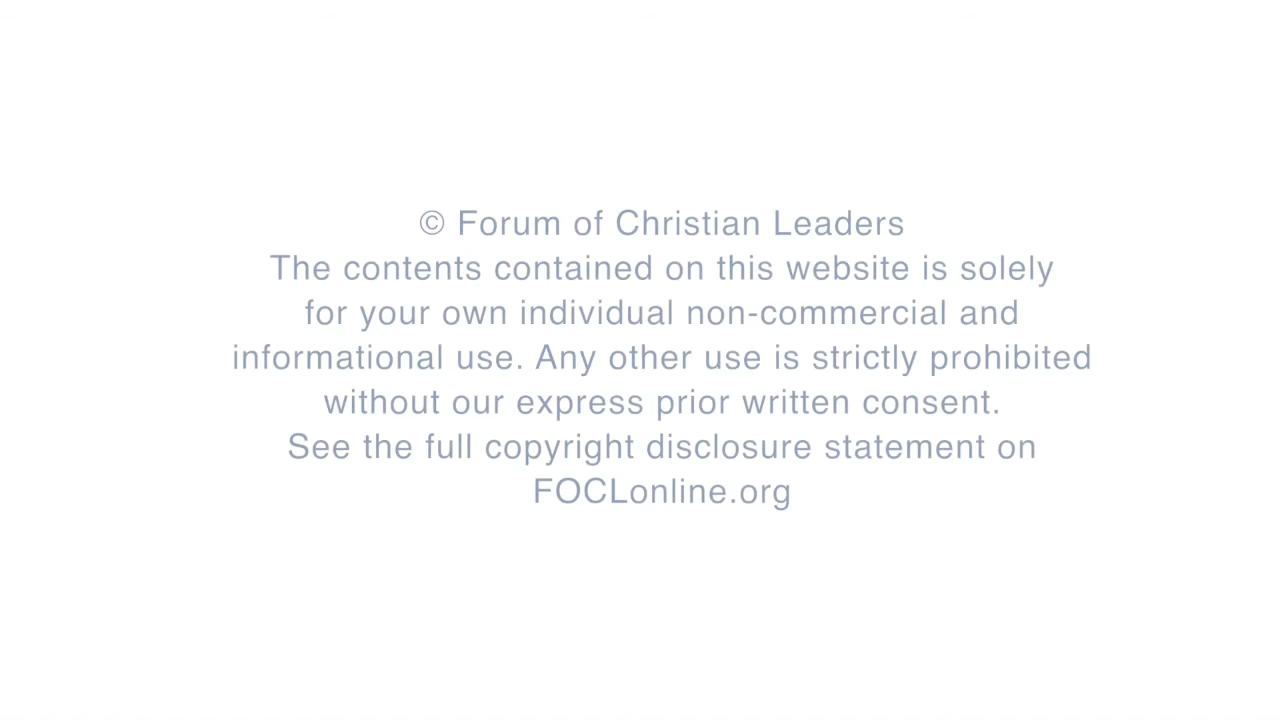 © Forum of Christian Leaders
The contents contained on this website is solely
for your own individual non-commercial and
informational use. Any other use is strictly prohibited
without our express prior written consent.
See the full copyright disclosure statement on
FOCLonline.org